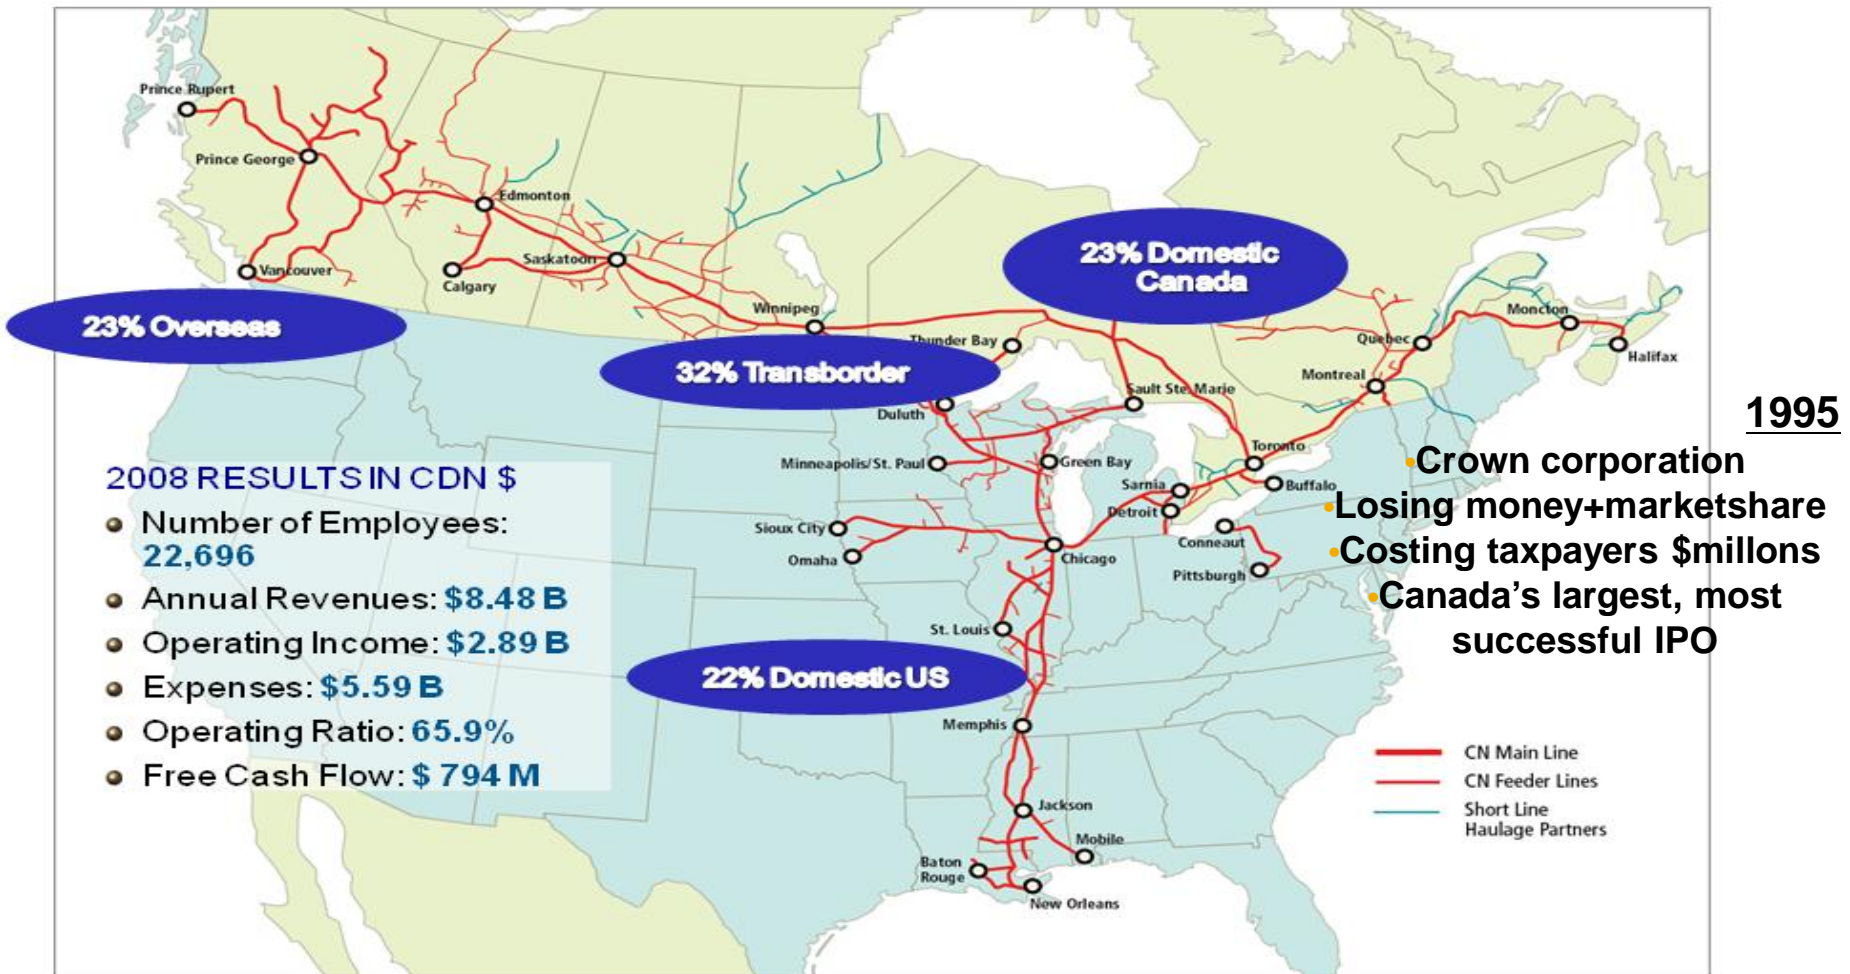 Prince Rupert
Prince George
Edmonton
Vancouver
Calgary
Saskatoon
Winnipeg
Thunder Bay
23% Overseas
23% Domestic
Canada
32% Transborder
Duluth
Sault Ste. Marie
Quebec
Moncton
Halifax
Montreal
Toronto
Buffalo
Minneapolis/St. Paul
Green Bay
Sarnia
Detroit
Conneaut
Pittsburgh
Sioux City
Omaha
Chicago
St. Louis
22% Domestic US
Memphis
Jackson
Mobile
Baton
Rouge
New Orleans
2008 RESULTS IN CDN $
Number of Employees:
22,696
Annual Revenues: $8.48 B
Operating Income: $2.89 B
Expenses: $5.59 B
Operating Ratio: 65.9%
Free Cash Flow: $ 794 M
1995
•Crown corporation
•Losing money+marketshare
•Costing taxpayers $millons
•Canada’s largest, most
successful IPO
CN Main Line
CN Feeder Lines
Short Line
Haulage Partners